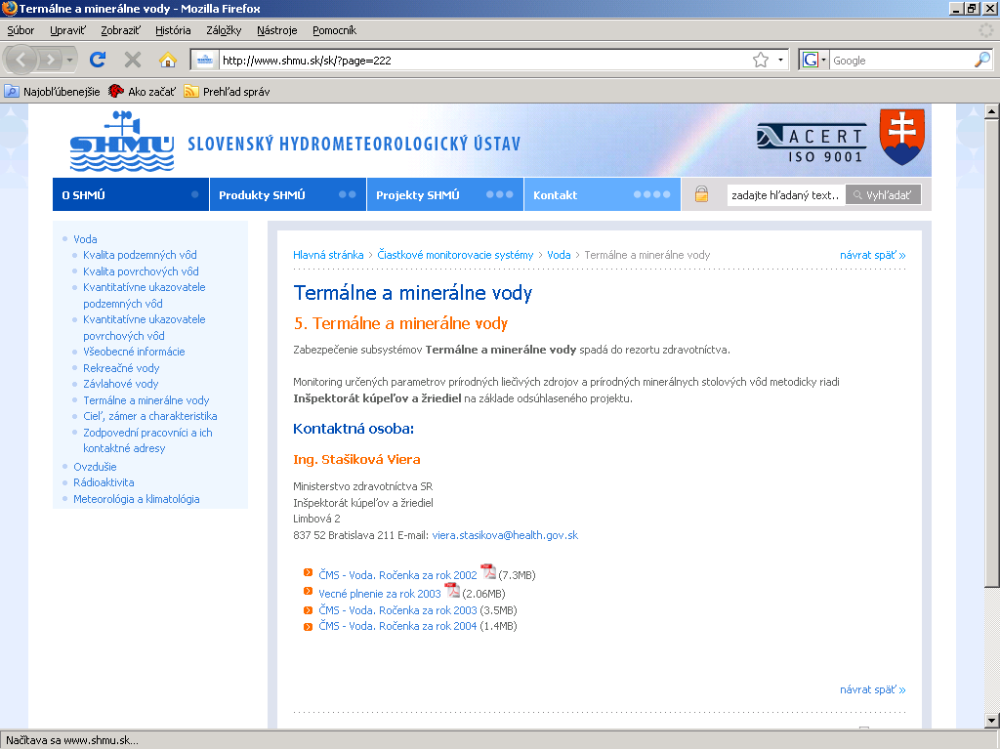 Termálne a minerálne vody - Mozilla Firefox
Súbor Upraviť Zobraziť História Záložky Nástroje Pomocník
http://www.shmu.sk/sk/?page=222
G Google
Najobľúbenejšie Ako začať Prehľad správ
SHMÚ SLOVENSKÝ HYDROMETEOROLOGICKÝ ÚSTAV
ACERT
ISO 9001
O SHMÚ Produkty SHMÚ Projekty SHMÚ Kontakt zadajte hľadaný text.. Vyhľadať
Voda
Kvalita podzemných vôd
Kvalita povrchových vôd
Kvantitatívne ukazovatele
podzemných vôd
Kvantitatívne ukazovatele
povrchových vôd
Všeobecné informácie
Rekreačné vody
Závlahové vody
Termálne a minerálne vody
Cieľ, zámer a charakteristika
Zodpovední pracovníci a ich
kontaktné adresy
Ovzdušie
Rádioaktivita
Meteorológia a klimatológia
Hlavná stránka > Čiastkové monitorovacie systémy > Voda > Termálne a minerálne vody návrat späť »
Termálne a minerálne vody
5. Termálne a minerálne vody
Zabezpečenie subsystémov Termálne a minerálne vody spadá do rezortu zdravotníctva.
Monitoring určených parametrov prírodných liečivých zdrojov a prírodných minerálnych stolových vôd metodicky riadi
Inšpektorát kúpeľov a žriediel na základe odsúhlaseného projektu.
Kontaktná osoba:
Ing. Stašiková Viera
Ministerstvo zdravotníctva SR
Inšpektorát kúpeľov a žriediel
Limbová 2
837 52 Bratislava 211 E-mail: viera.stasikova@health.gov.sk
ČMS - Voda. Ročenka za rok 2002 (7.3MB)
Vecné plnenie za rok 2003 (2.06MB)
ČMS - Voda. Ročenka za rok 2003 (3.5MB)
ČMS - Voda. Ročenka za rok 2004 (1.4MB)
návrat späť »
Načítava sa www.shmu.sk...